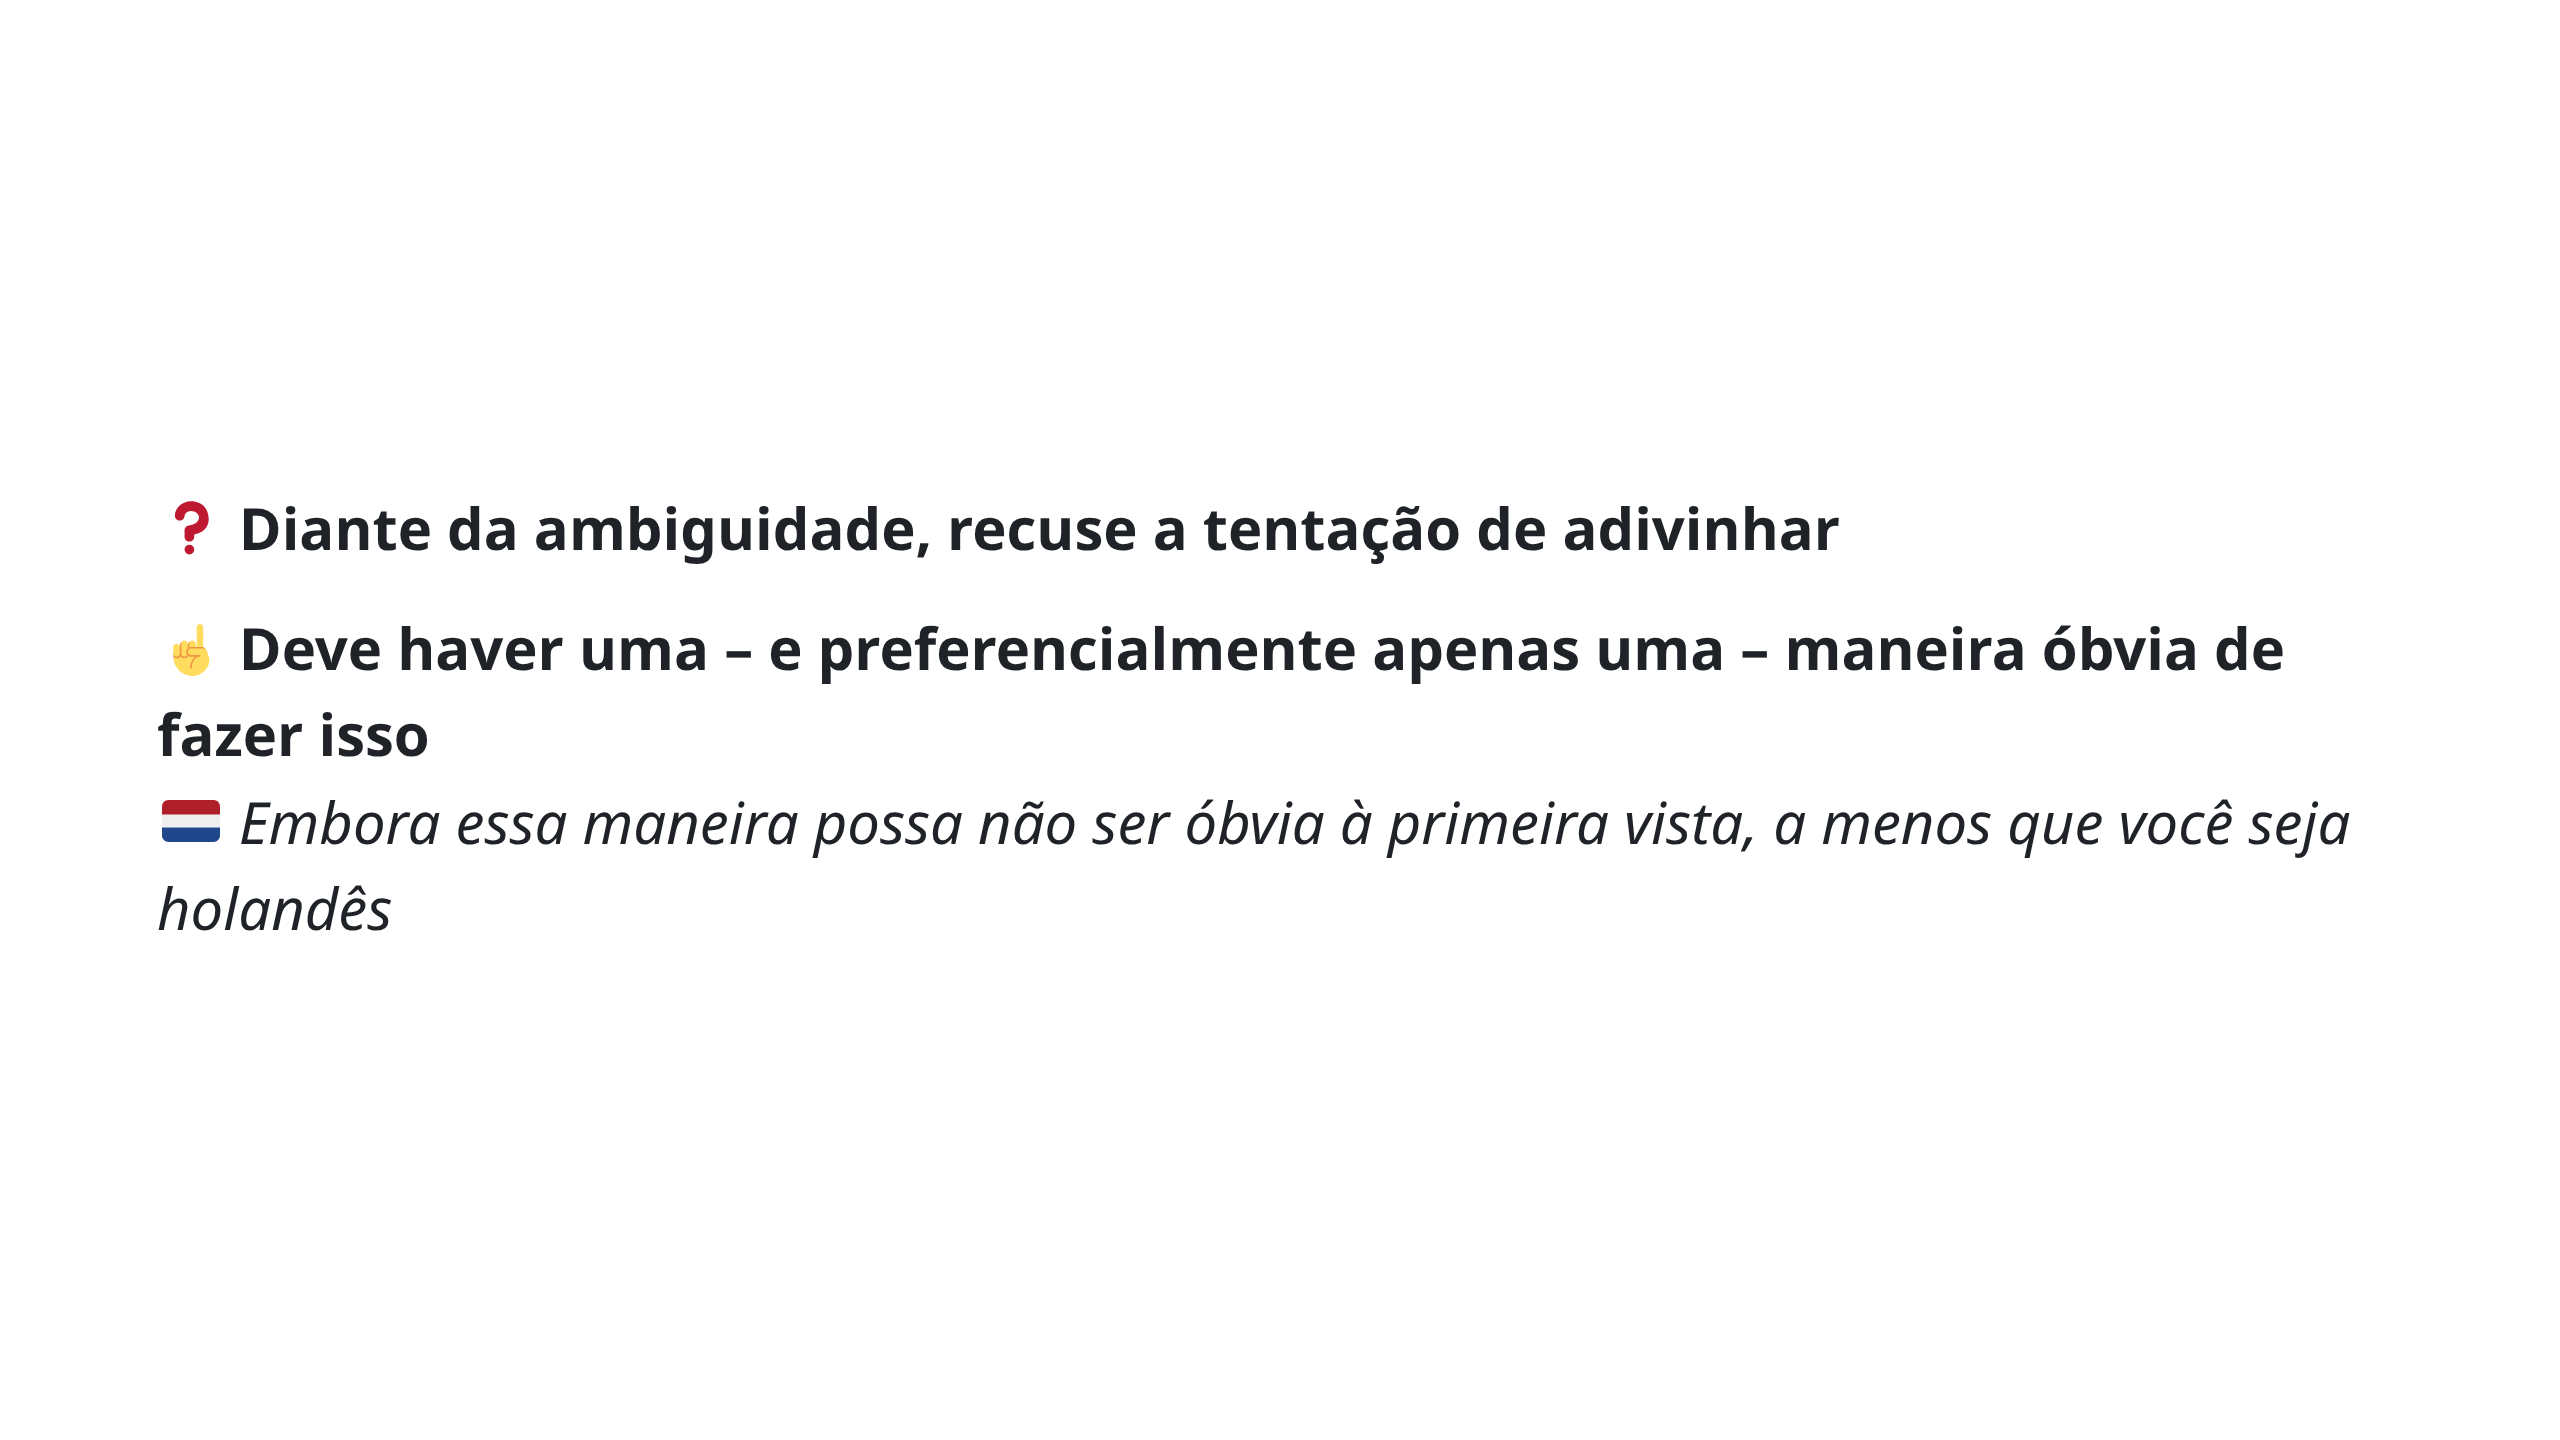 ❓ Diante da ambiguidade, recuse a tentação de adivinhar
☝️ Deve haver uma – e preferencialmente apenas uma – maneira óbvia de
fazer isso
🇳🇱 Embora essa maneira possa não ser óbvia à primeira vista, a menos que você seja
holandês